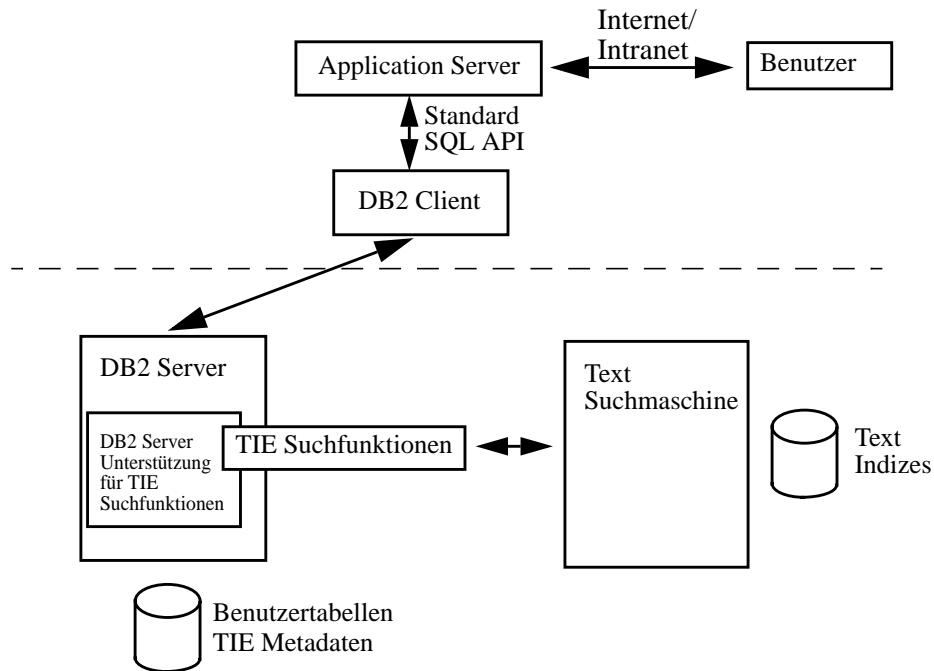 Internet/
Intranet
Application Server
Benutzer
Standard
SQL API
DB2 Client
DB2 Server
DB2 Server
Unterstützung
für TIE
Suchfunktionen
TIE Suchfunktionen
Text
Suchmaschine
Text
Indizes
Benutzertabellen
TIE Metadaten